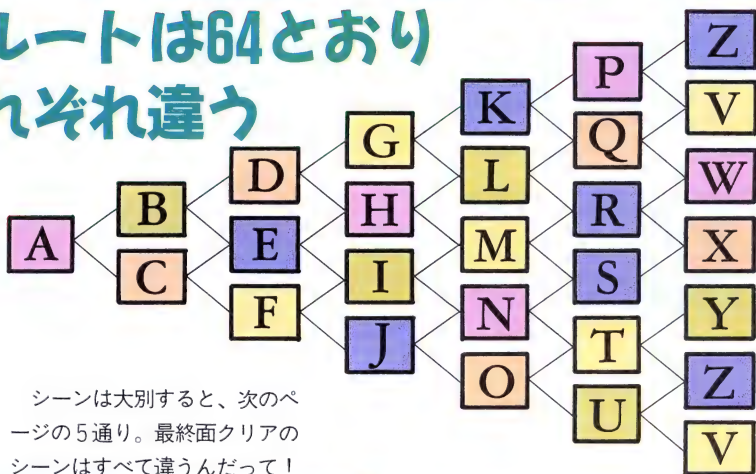 ルートは64とおり
れぞれ違う
A
B
C
D
E
F
G
H
I
J
K
L
M
N
O
P
Q
R
S
T
U
Z
V
W
X
Y
Z
V
シーンは大別すると、次のペ
ージの5通り。最終面クリアの
シーンはすべて違うんだって!